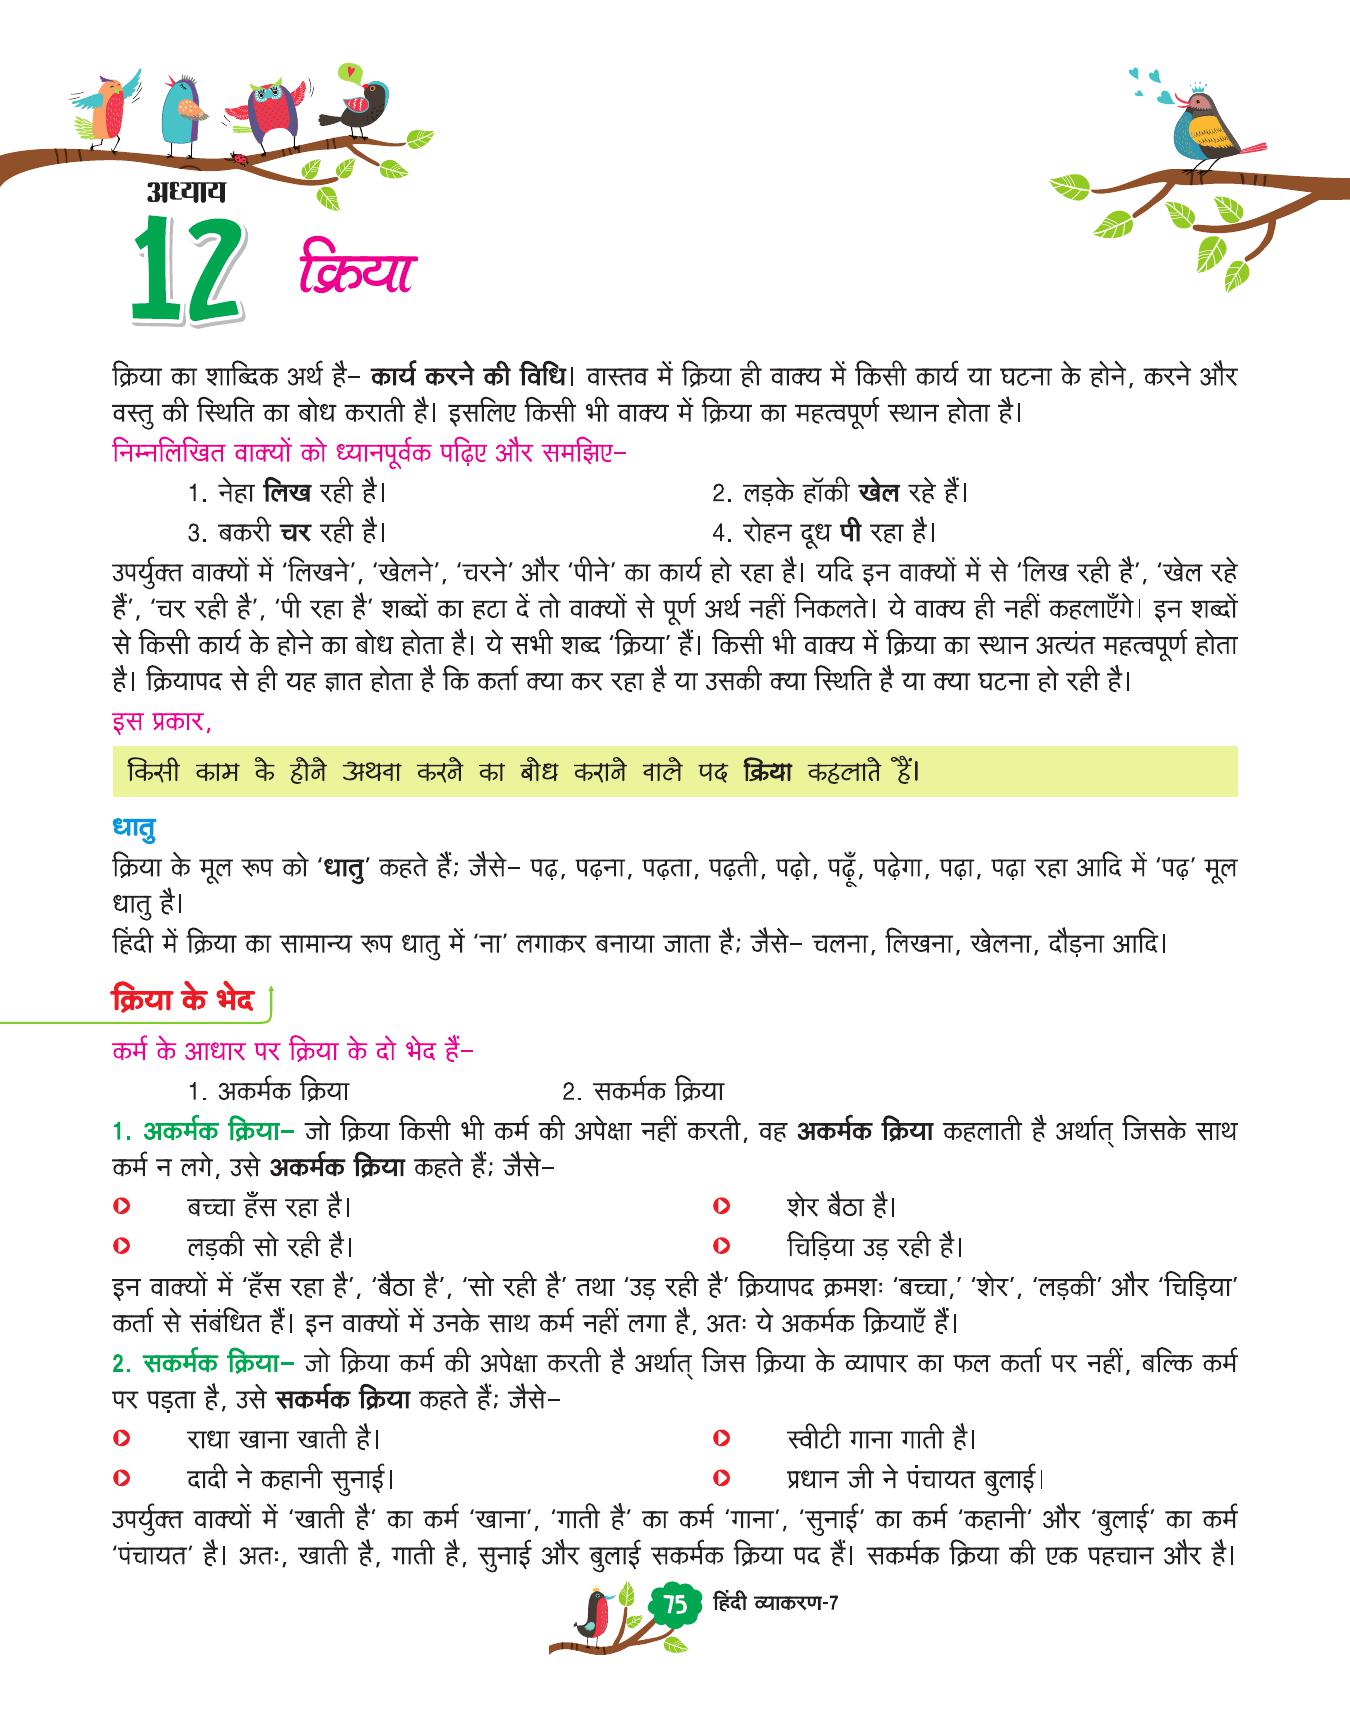 अध्याय
12
क्रिया
क्रिया का शाब्दिक अर्थ है– कार्य करने की विधि। वास्तव में क्रिया ही वाक्य में किसी कार्य या घटना के होने, करने और
वस्तु की स्थिति का बोध कराती है। इसलिए किसी भी वाक्य में क्रिया का महत्वपूर्ण स्थान होता है।
निम्नलिखित वाक्यों को ध्यानपूर्वक पढ़िए और समझिए–
1. नेहा लिख रही है। 2. लड़के हॉकी खेल रहे हैं।
3. बकरी चर रही है। 4. रोहन दूध पी रहा है।
उपर्युक्त वाक्यों में ‘लिखने’, ‘खेलने’, ‘चरने’ और ‘पीने’ का कार्य हो रहा है। यदि इन वाक्यों में से ‘लिख रही है’, ‘खेल रहे
हैं’, ‘चर रही है’, ‘पी रहा है’ शब्दों का हटा दें तो वाक्यों से पूर्ण अर्थ नहीं निकलते। ये वाक्य ही नहीं कहलाएँगे। इन शब्दों
से किसी कार्य के होने का बोध होता है। ये सभी शब्द ‘क्रिया’ हैं। किसी भी वाक्य में क्रिया का स्थान अत्यंत महत्वपूर्ण होता
है। क्रियापद से ही यह ज्ञात होता है कि कर्ता क्या कर रहा है या उसकी क्या स्थिति है या क्या घटना हो रही है।
इस प्रकार,
किसी काम के होने अथवा करने का बोध कराने वाले पद क्रिया कहलाते हैं।
धातु
क्रिया के मूल रूप को ‘धातु’ कहते हैं; जैसे– पढ़, पढ़ना, पढ़ता, पढ़ती, पढ़ो, पढ़ूँ, पढ़ेगा, पढ़ा, पढ़ा रहा आदि में ‘पढ़’ मूल
धातु है।
हिंदी में क्रिया का सामान्य रूप धातु में ‘ना’ लगाकर बनाया जाता है; जैसे– चलना, लिखना, खेलना, दौड़ना आदि।
क्रिया के भेद
कर्म के आधार पर क्रिया के दो भेद हैं–
1. अकर्मक क्रिया 2. सकर्मक क्रिया
1. अकर्मक क्रिया– जो क्रिया किसी भी कर्म की अपेक्षा नहीं करती, वह अकर्मक क्रिया कहलाती है अर्थात् जिसके साथ
कर्म न लगे, उसे अकर्मक क्रिया कहते हैं; जैसे–
बच्चा हँस रहा है। शेर बैठा है।
लड़की सो रही है। चिड़िया उड़ रही है।
इन वाक्यों में ‘हँस रहा है’, ‘बैठा है’, ‘सो रही है’ तथा ‘उड़ रही है’ क्रियापद क्रमशः ‘बच्चा,’ ‘शेर’, ‘लड़की’ और ‘चिड़िया’
कर्ता से संबंधित हैं। इन वाक्यों में उनके साथ कर्म नहीं लगा है, अतः ये अकर्मक क्रियाएँ हैं।
2. सकर्मक क्रिया– जो क्रिया कर्म की अपेक्षा करती है अर्थात् जिस क्रिया के व्यापार का फल कर्ता पर नहीं, बल्कि कर्म
पर पड़ता है, उसे सकर्मक क्रिया कहते हैं; जैसे–
राधा खाना खाती है। स्वीटी गाना गाती है।
दादी ने कहानी सुनाई। प्रधान जी ने पंचायत बुलाई।
उपर्युक्त वाक्यों में ‘खाती है’ का कर्म ‘खाना’, ‘गाती है’ का कर्म ‘गाना’, ‘सुनाई’ का कर्म ‘कहानी’ और ‘बुलाई’ का कर्म
‘पंचायत’ है। अतः, खाती है, गाती है, सुनाई और बुलाई सकर्मक क्रिया पद हैं। सकर्मक क्रिया की एक पहचान और है।
75 हिंदी व्याकरण-7